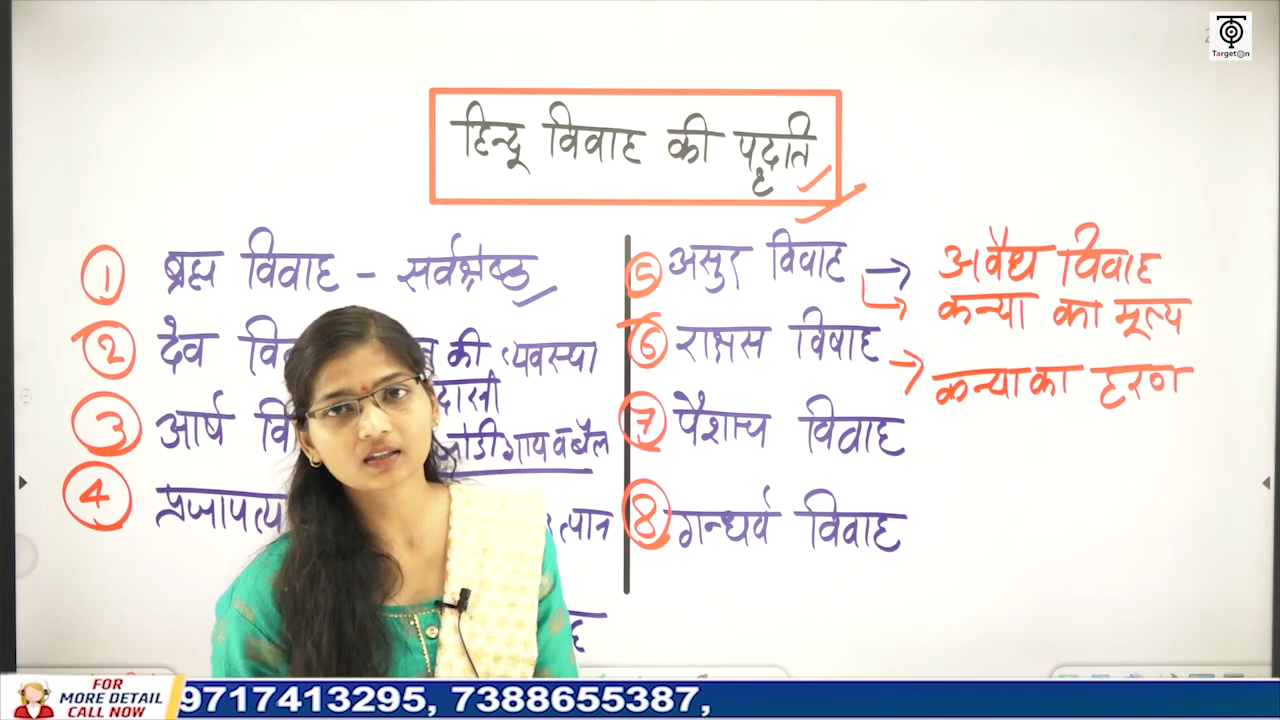 TargetOn
हिन्दू विवाह की पद्धति
1 ब्रह्म विवाह - सर्वश्रेष्ठ
2 दैव की व्यवस्था
दासी
3 आर्ष जोडी गाय व बैल
4 प्रजापत्य
5 असुर विवाह → अवैध विवाह
→ कन्या का मूल्य
6 राक्षस विवाह → कन्या का हरण
7 पैशाच विवाह
8 गन्धर्व विवाह
FOR
MORE DETAIL
CALL NOW
9717413295, 7388655387,